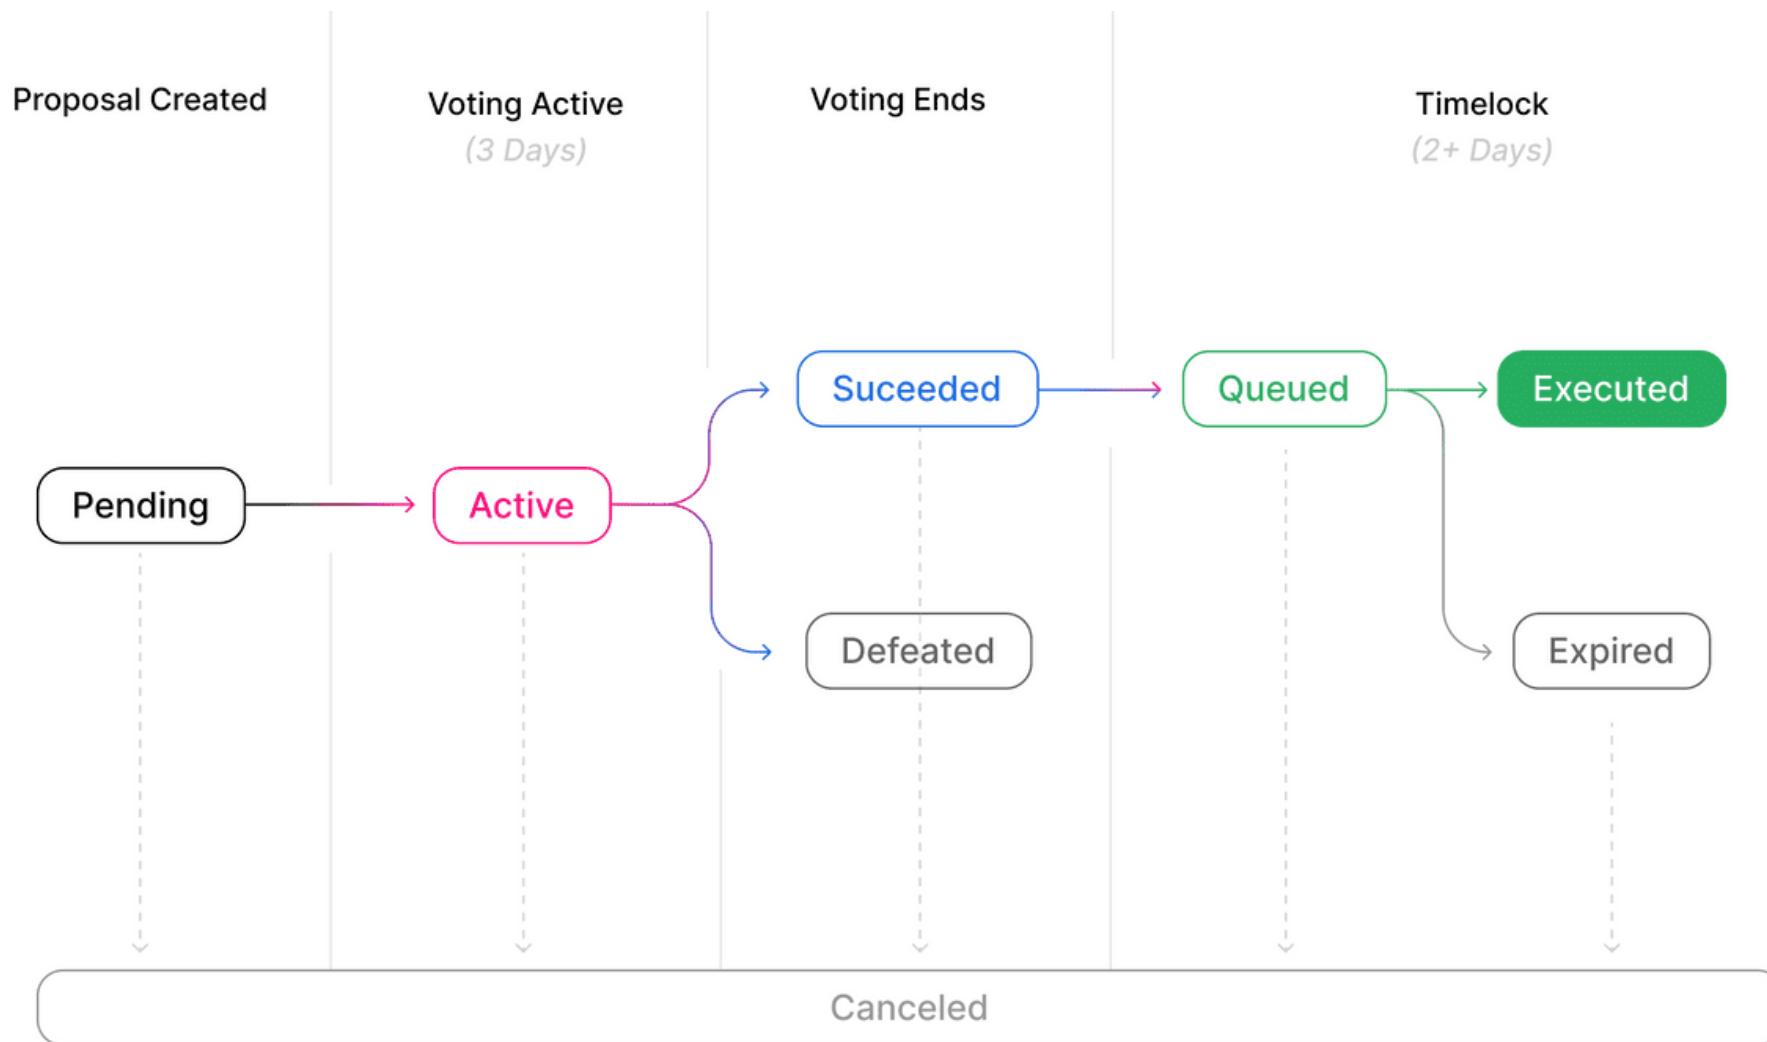 Proposal Created
Voting Active
(3 Days)
Voting Ends
Timelock
(2+ Days)
Pending
Active
Suceeded
Defeated
Queued
Executed
Expired
Canceled